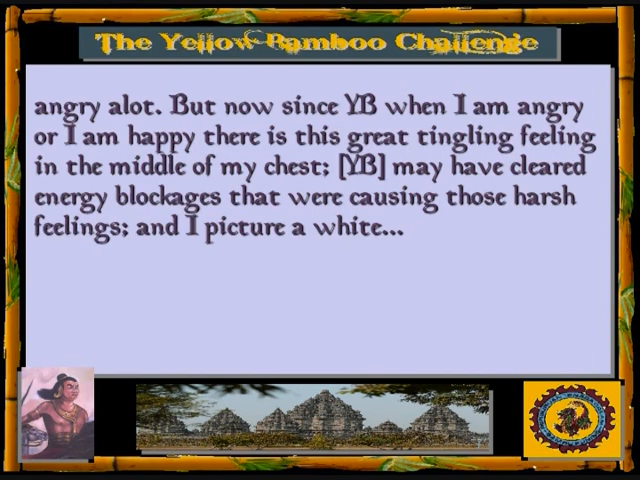 The Yellow Bamboo Challenge
angry alot. But now since YB when I am angry
or I am happy there is this great tingling feeling
in the middle of my chest; [YB] may have cleared
energy blockages that were causing those harsh
feelings; and I picture a white...